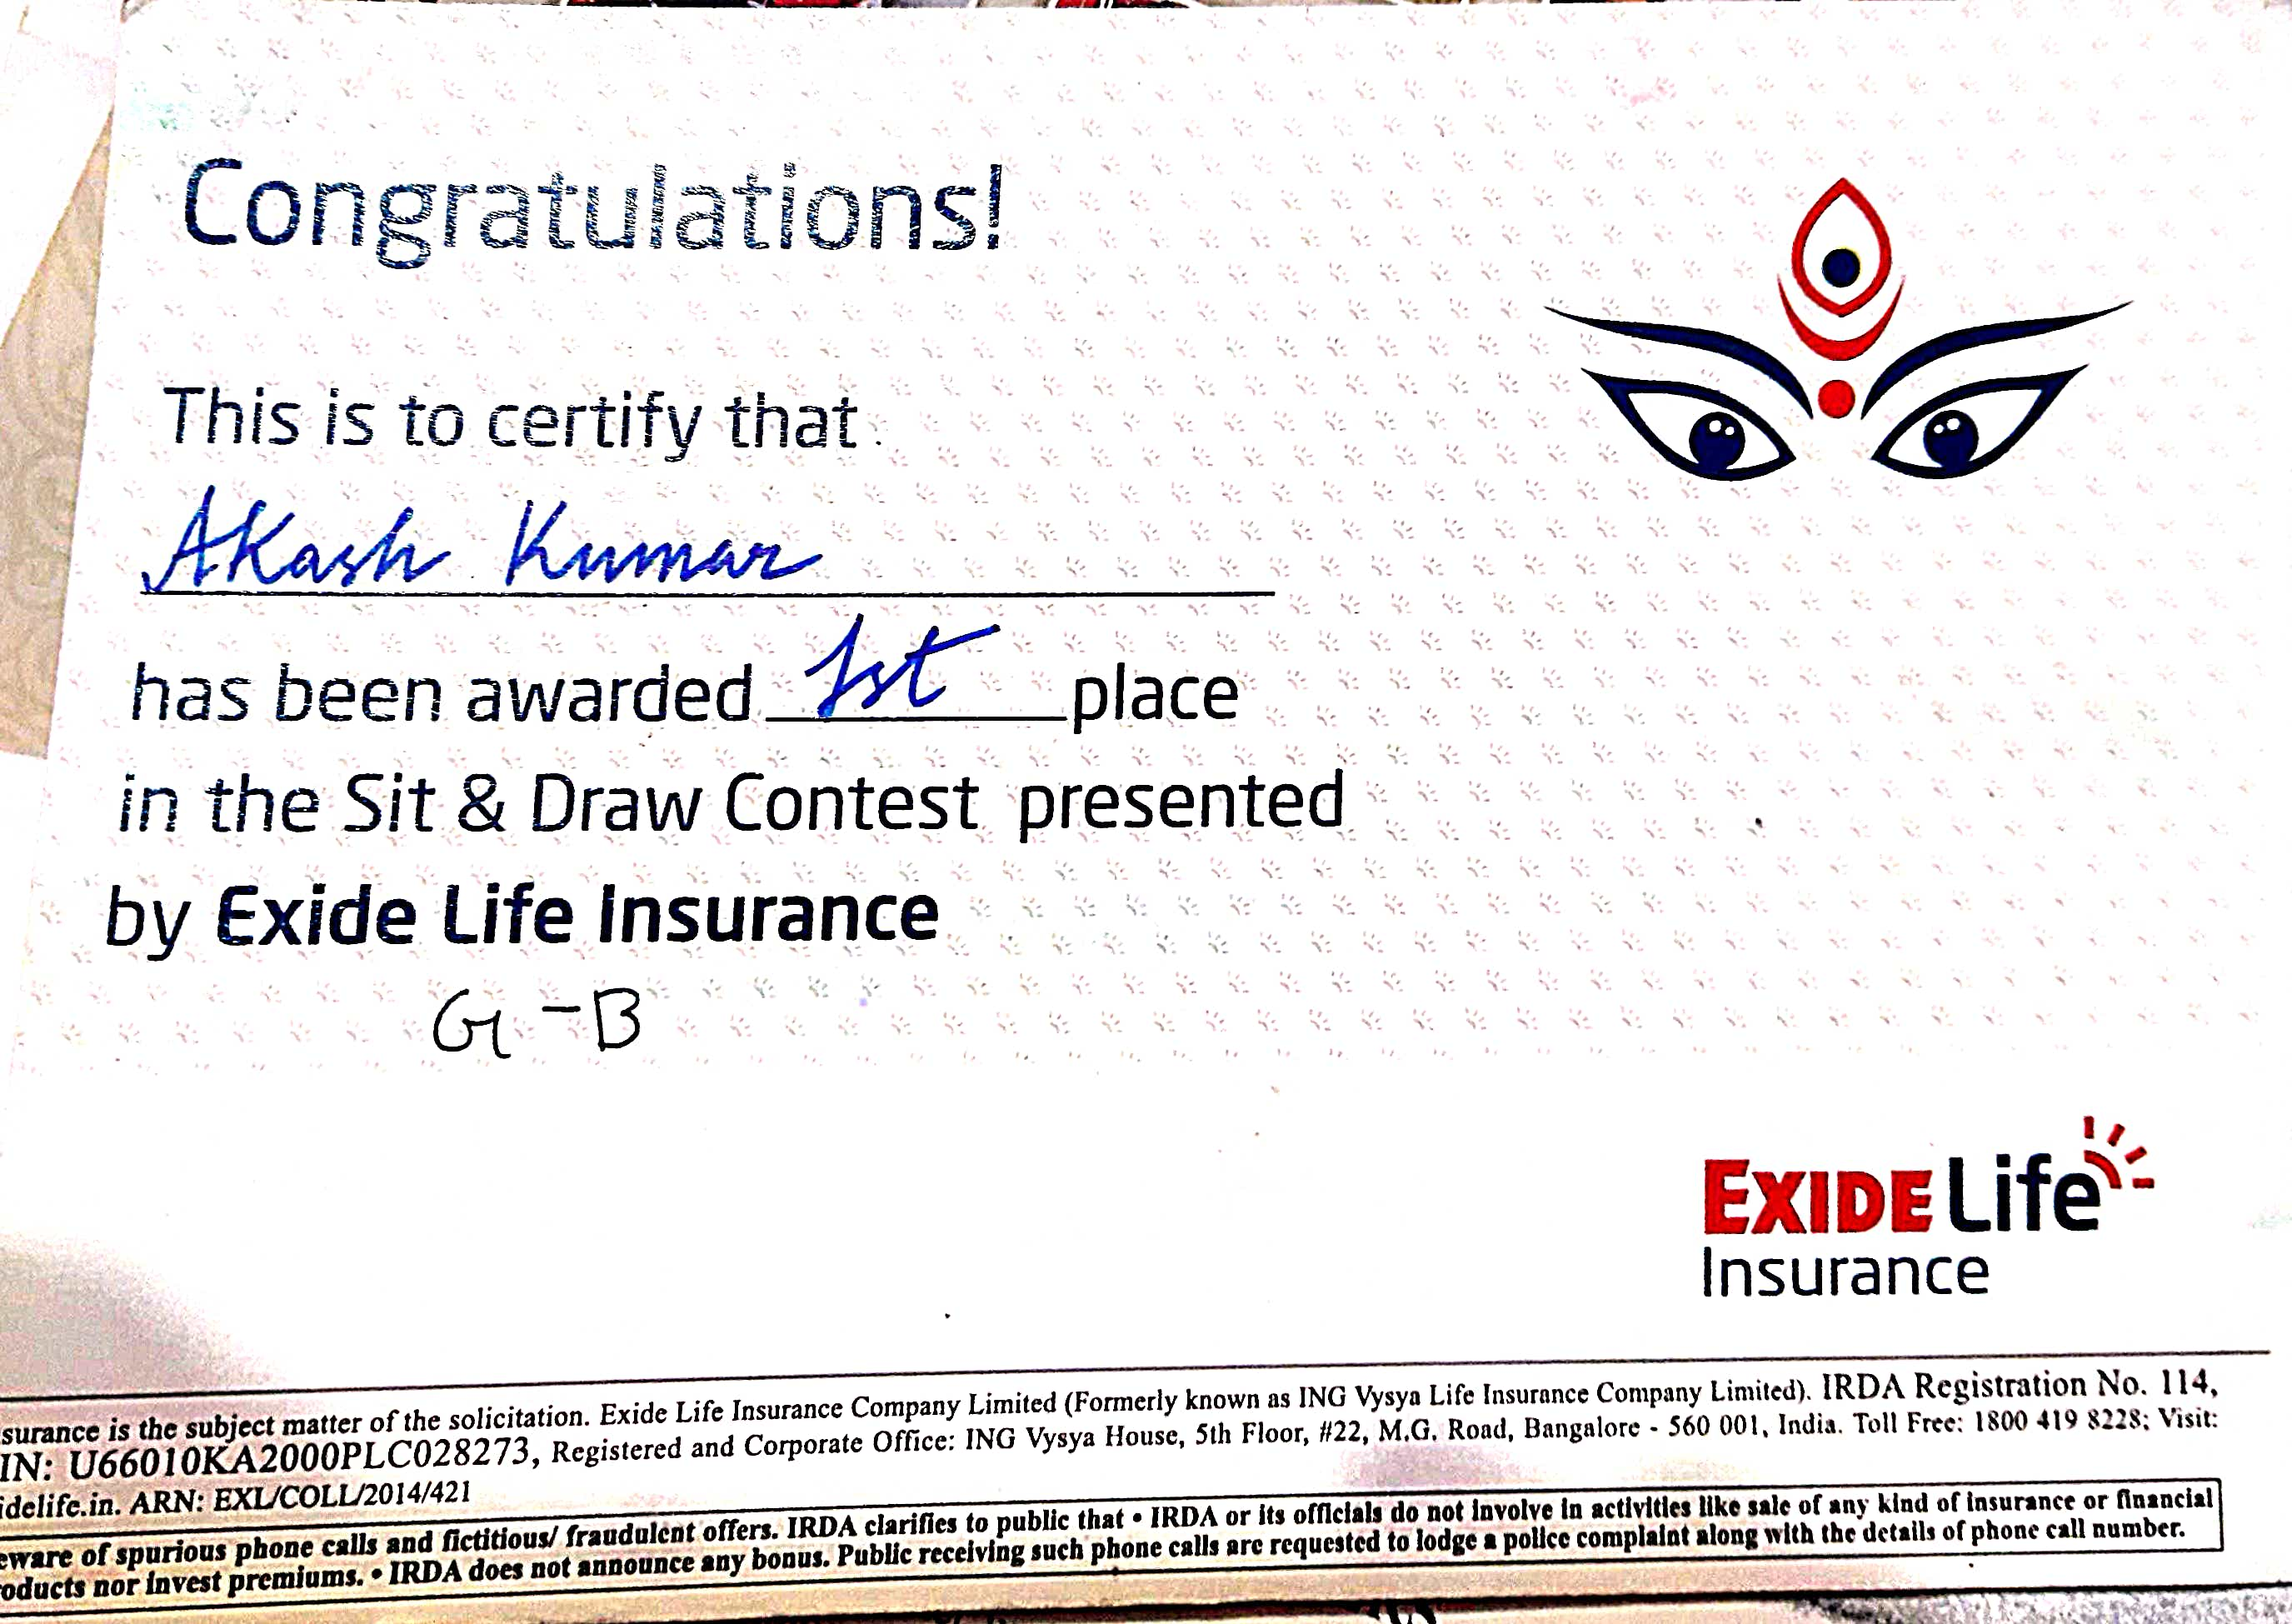 Congratulations!
This is to certify that
Akash Kumar
has been awarded 1st place
in the Sit & Draw Contest presented
by Exide Life Insurance
G-B
EXIDE Life
Insurance
surance is the subject matter of the solicitation. Exide Life Insurance Company Limited (Formerly known as ING Vysya Life Insurance Company Limited). IRDA Registration No. 114,
IN: U66010KA2000PLC028273, Registered and Corporate Office: ING Vysya House, 5th Floor, #22, M.G. Road, Bangalore - 560 001, India. Toll Free: 1800 419 8228; Visit:
idelife.in. ARN: EXL/COLL/2014/421
eware of spurious phone calls and fictitious/ fraudulent offers. IRDA clarifies to public that • IRDA or its officials do not involve in activities like sale of any kind of insurance or financial
oducts nor invest premiums. • IRDA does not announce any bonus. Public receiving such phone calls are requested to lodge a police complaint along with the details of phone call number.